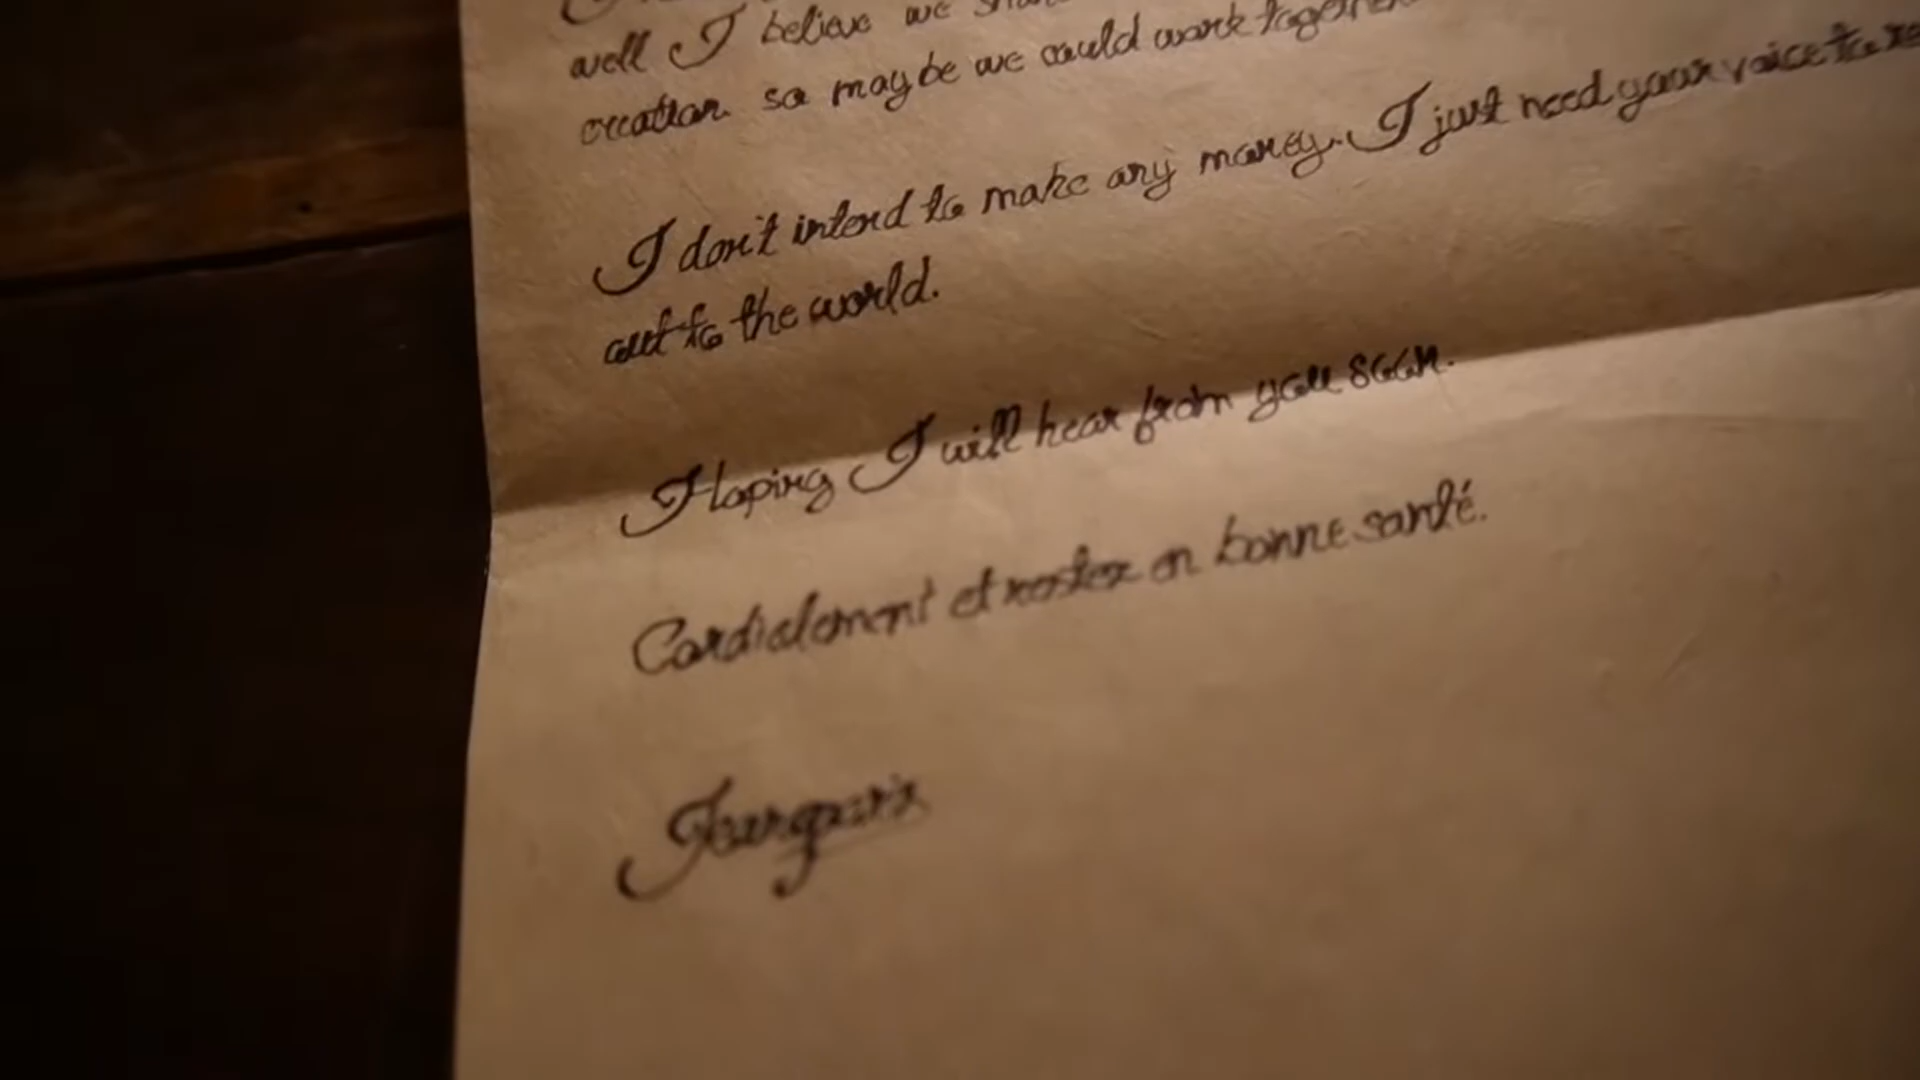 well I believe we
creation so maybe we could work together
I don't intend to make any money. I just need your voice to
out to the world.
Hoping I will hear from you soon.
Cordialement et rester en bonne santé.